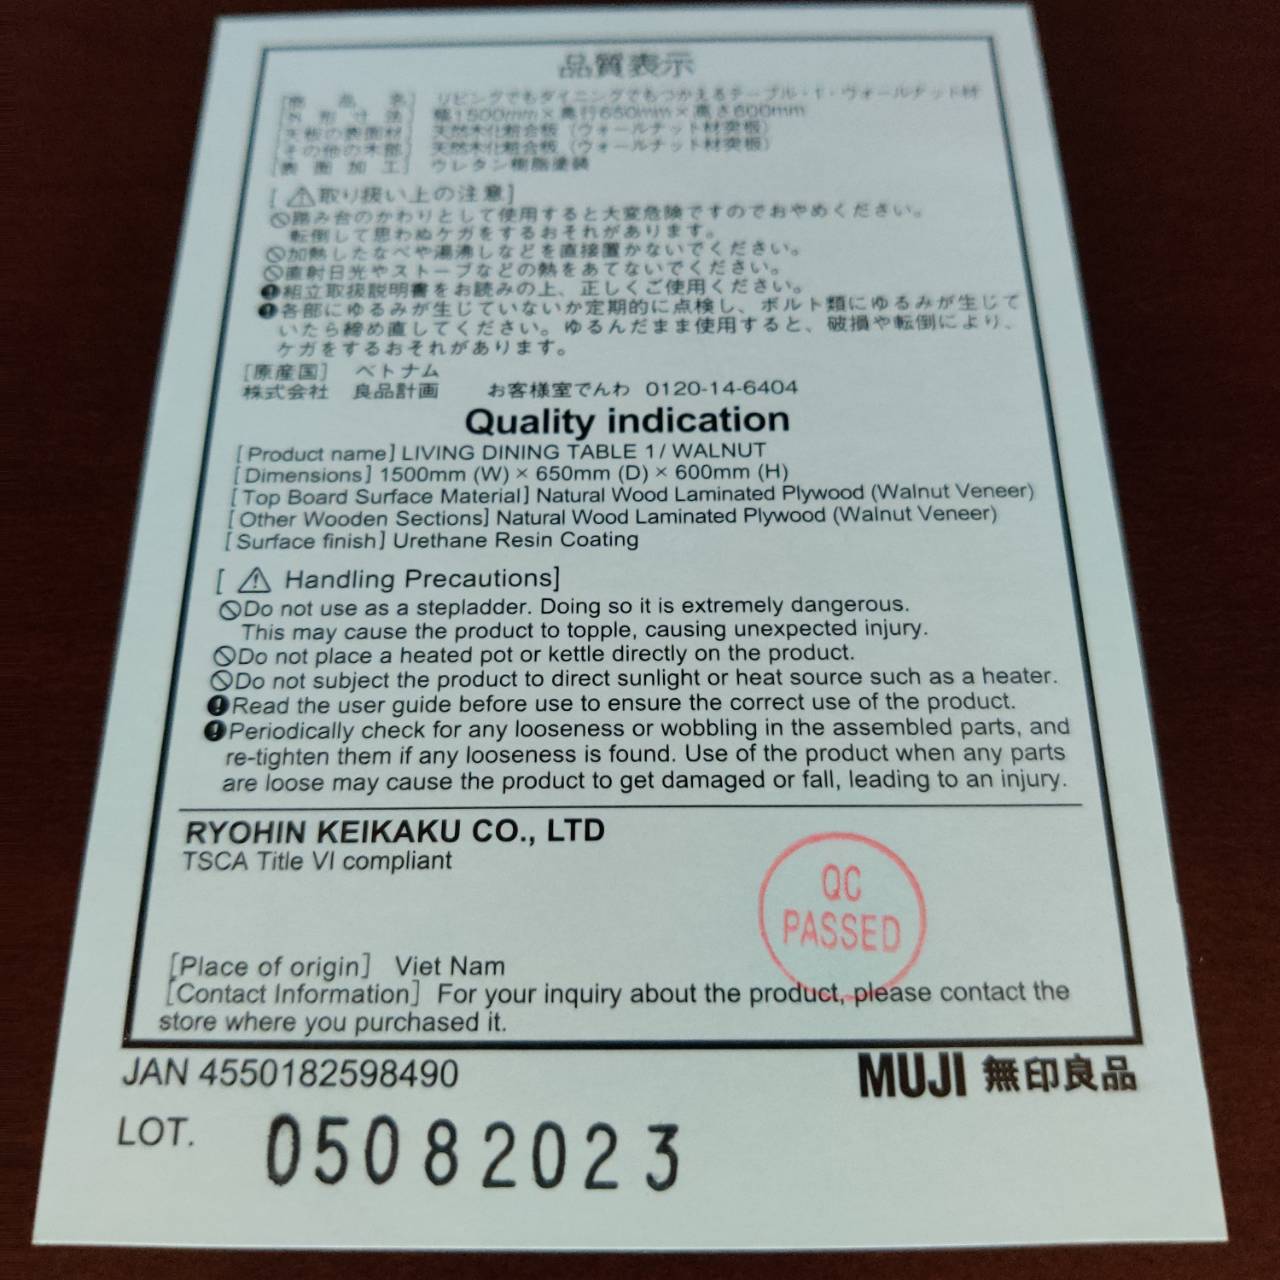 品質表示
[商品名] リビングでもダイニングでもつかえるテーブル・1・ウォールナット材
[外形寸法] 幅1500mm×奥行650mm×高さ600mm
[天板の表面材] 天然木化粧合板（ウォールナット材突板）
[その他の木部] 天然木化粧合板（ウォールナット材突板）
[表面加工] ウレタン樹脂塗装
[⚠取り扱い上の注意]
踏み台のかわりとして使用すると大変危険ですのでおやめください。
転倒して思わぬケガをするおそれがあります。
加熱したなべや湯沸しなどを直接置かないでください。
直射日光やストーブなどの熱をあてないでください。
組立取扱説明書をお読みの上、正しくご使用ください。
各部にゆるみが生じていないか定期的に点検し、ボルト類にゆるみが生じて
いたら締め直してください。ゆるんだまま使用すると、破損や転倒により、
ケガをするおそれがあります。
[原産国] ベトナム
株式会社 良品計画 お客様室でんわ 0120-14-6404
Quality indication
[Product name] LIVING DINING TABLE 1/ WALNUT
[Dimensions] 1500mm (W) × 650mm (D) × 600mm (H)
[Top Board Surface Material] Natural Wood Laminated Plywood (Walnut Veneer)
[Other Wooden Sections] Natural Wood Laminated Plywood (Walnut Veneer)
[Surface finish] Urethane Resin Coating
[⚠ Handling Precautions]
Do not use as a stepladder. Doing so it is extremely dangerous.
This may cause the product to topple, causing unexpected injury.
Do not place a heated pot or kettle directly on the product.
Do not subject the product to direct sunlight or heat source such as a heater.
Read the user guide before use to ensure the correct use of the product.
Periodically check for any looseness or wobbling in the assembled parts, and
re-tighten them if any looseness is found. Use of the product when any parts
are loose may cause the product to get damaged or fall, leading to an injury.
RYOHIN KEIKAKU CO., LTD
TSCA Title VI compliant
QC
PASSED
[Place of origin] Viet Nam
[Contact Information] For your inquiry about the product, please contact the
store where you purchased it.
JAN 4550182598490
MUJI 無印良品
LOT. 05082023